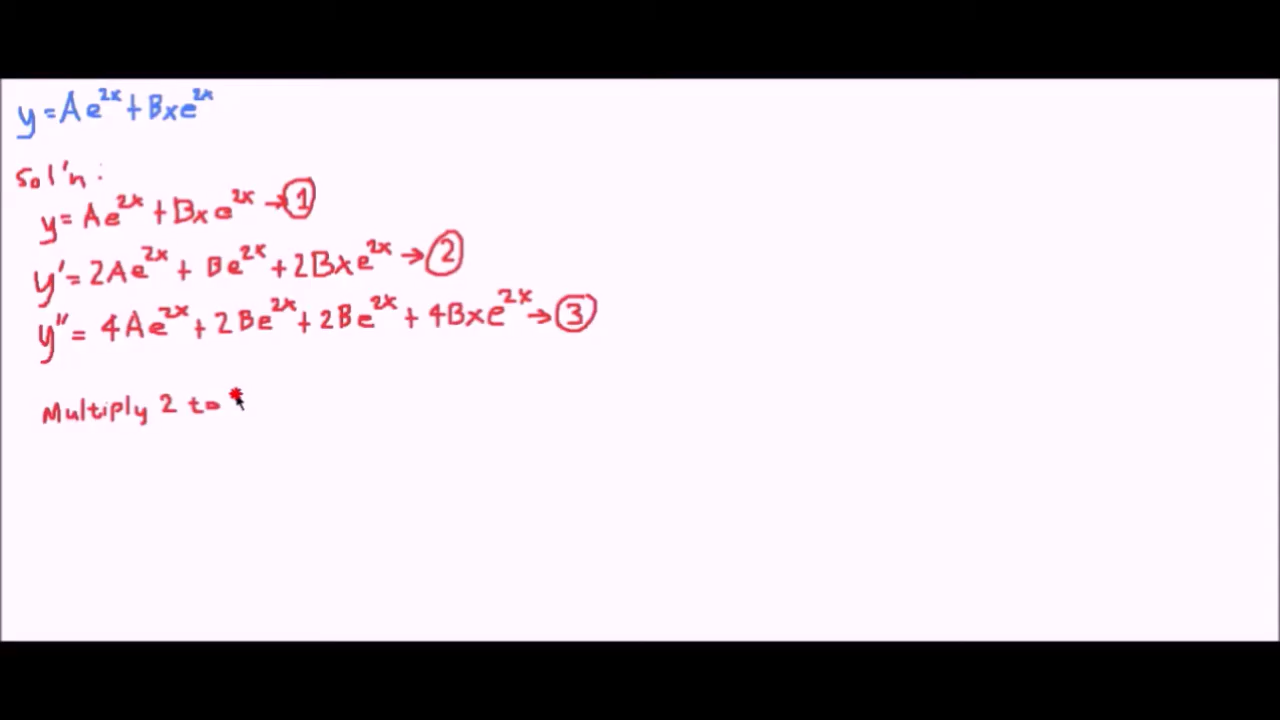 y = Ae^{2x} + Bxe^{2x}
Sol'n :
y = Ae^{2x} + Bxe^{2x} → ①
y' = 2Ae^{2x} + Be^{2x} + 2Bxe^{2x} → ②
y" = 4Ae^{2x} + 2Be^{2x} + 2Be^{2x} + 4Bxe^{2x} → ③
Multiply 2 to